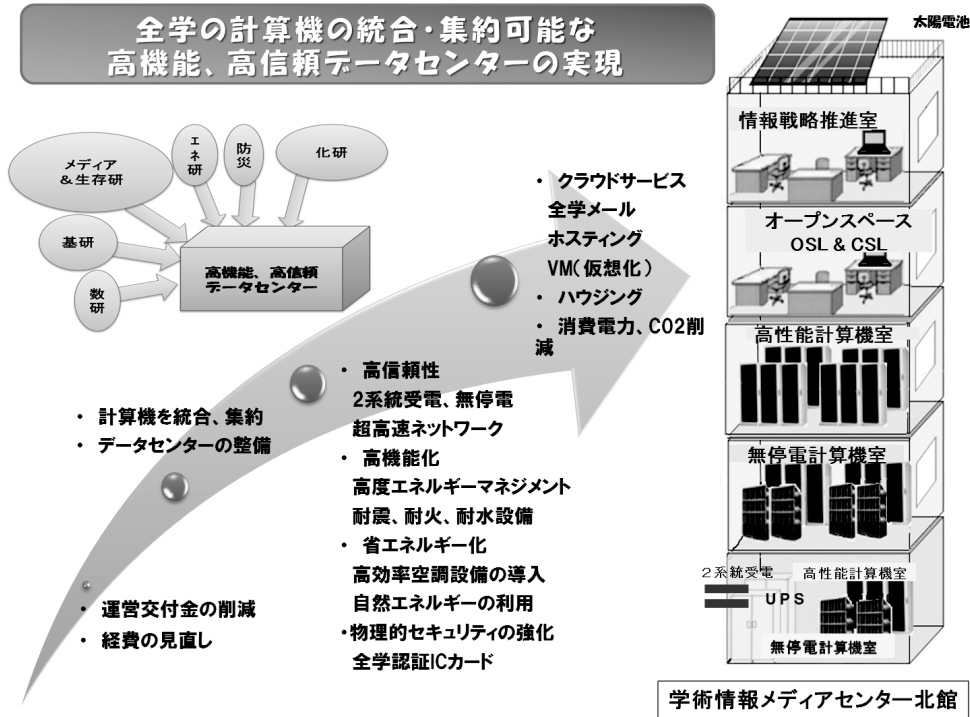 全学の計算機の統合・集約可能な
高機能、高信頼データセンターの実現
メディア
&生存研
エネ研
防災
化研
基研
数研
高機能、高信頼
データセンター
・ 運営交付金の削減
・ 経費の見直し
・ 計算機を統合、集約
・ データセンターの整備
・ 高信頼性
2系統受電、無停電
超高速ネットワーク
・ 高機能化
高度エネルギーマネジメント
耐震、耐火、耐水設備
・ 省エネルギー化
高効率空調設備の導入
自然エネルギーの利用
・物理的セキュリティの強化
全学認証ICカード
・ クラウドサービス
全学メール
ホスティング
VM(仮想化)
・ ハウジング
・ 消費電力、CO2削
減
太陽電池
情報戦略推進室
オープンスペース
OSL & CSL
高性能計算機室
無停電計算機室
2系統受電
高性能計算機室
UPS
無停電計算機室
学術情報メディアセンター北館